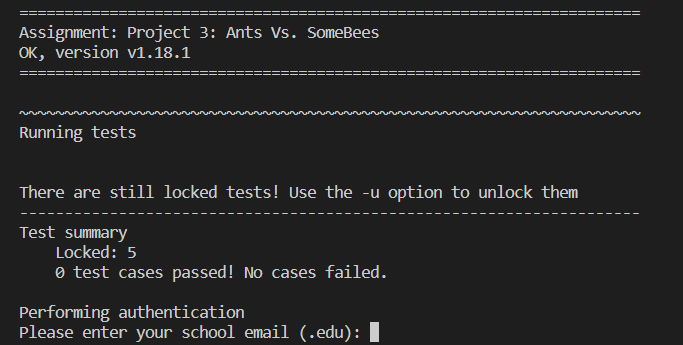 =====================================================================
Assignment: Project 3: Ants Vs. SomeBees
OK, version v1.18.1
=====================================================================
~~~~~~~~~~~~~~~~~~~~~~~~~~~~~~~~~~~~~~~~~~~~~~~~~~~~~~~~~~~~~~~~~~~~~
Running tests
There are still locked tests! Use the -u option to unlock them
---------------------------------------------------------------------
Test summary
    Locked: 5
    0 test cases passed! No cases failed.
Performing authentication
Please enter your school email (.edu):